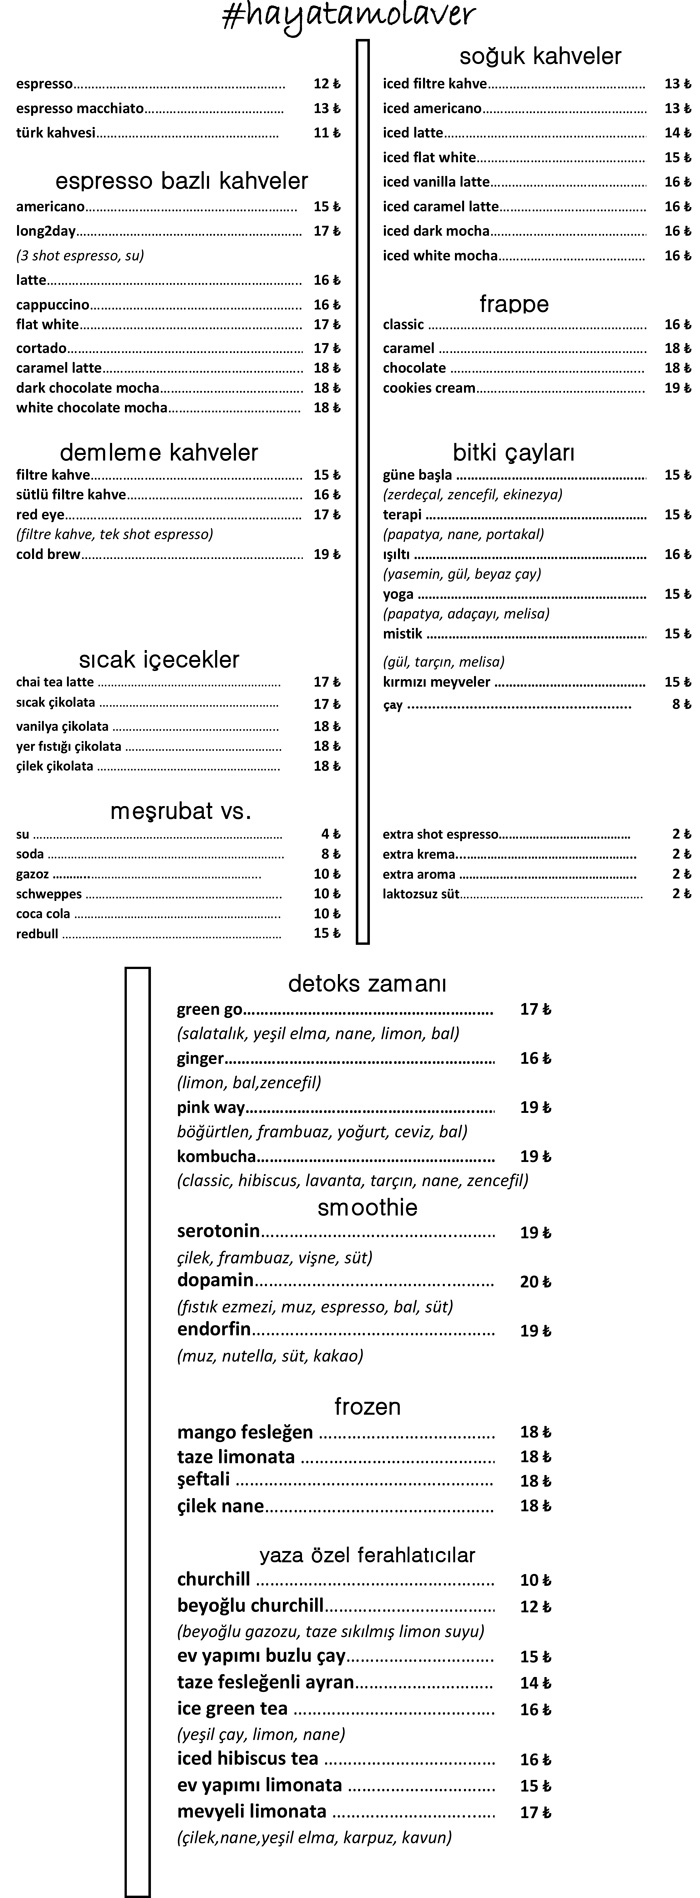 #hayatamolaver
espresso............................................................ 12 ₺
espresso macchiato....................................... 13 ₺
türk kahvesi................................................... 11 ₺
espresso bazlı kahveler
americano......................................................... 15 ₺
long2day............................................................. 17 ₺
(3 shot espresso, su)
latte..................................................................... 16 ₺
cappuccino......................................................... 16 ₺
flat white............................................................ 17 ₺
cortado................................................................ 17 ₺
caramel latte...................................................... 18 ₺
dark chocolate mocha....................................... 18 ₺
white chocolate mocha..................................... 18 ₺
demleme kahveler
filtre kahve......................................................... 15 ₺
sütlü filtre kahve................................................ 16 ₺
red eye................................................................ 17 ₺
(filtre kahve, tek shot espresso)
cold brew............................................................ 19 ₺
sıcak içecekler
chai tea latte .................................................. 17 ₺
sıcak çikolata .................................................. 17 ₺
vanilya çikolata .............................................. 18 ₺
yer fıstığı çikolata ........................................... 18 ₺
çilek çikolata ................................................... 18 ₺
meşrubat vs.
su .................................................................... 4 ₺
soda ................................................................ 8 ₺
gazoz ............................................................. 10 ₺
schweppes ..................................................... 10 ₺
coca cola ........................................................ 10 ₺
redbull ............................................................ 15 ₺
soğuk kahveler
iced filtre kahve............................................ 13 ₺
iced americano............................................. 13 ₺
iced latte....................................................... 14 ₺
iced flat white.............................................. 15 ₺
iced vanilla latte........................................... 16 ₺
iced caramel latte........................................ 16 ₺
iced dark mocha.......................................... 16 ₺
iced white mocha........................................ 16 ₺
frappe
classic ........................................................... 16 ₺
caramel ........................................................ 18 ₺
chocolate ..................................................... 18 ₺
cookies cream.............................................. 19 ₺
bitki çayları
güne başla .................................................... 15 ₺
(zerdeçal, zencefil, ekinezya)
terapi ............................................................ 15 ₺
(papatya, nane, portakal)
ışıltı ............................................................... 16 ₺
(yasemin, gül, beyaz çay)
yoga .............................................................. 15 ₺
(papatya, adaçayı, melisa)
mistik ............................................................ 15 ₺
(gül, tarçın, melisa)
kırmızı meyveler .......................................... 15 ₺
çay ................................................................ 8 ₺
extra shot espresso..................................... 2 ₺
extra krema.................................................. 2 ₺
extra aroma ................................................. 2 ₺
laktozsuz süt................................................ 2 ₺
detoks zamanı
green go........................................................ 17 ₺
(salatalık, yeşil elma, nane, limon, bal)
ginger............................................................ 16 ₺
(limon, bal,zencefil)
pink way........................................................ 19 ₺
böğürtlen, frambuaz, yoğurt, ceviz, bal)
kombucha..................................................... 19 ₺
(classic, hibiscus, lavanta, tarçın, nane, zencefil)
smoothie
serotonin....................................................... 19 ₺
çilek, frambuaz, vişne, süt)
dopamin........................................................ 20 ₺
(fıstık ezmezi, muz, espresso, bal, süt)
endorfin......................................................... 19 ₺
(muz, nutella, süt, kakao)
frozen
mango fesleğen ........................................... 18 ₺
taze limonata ............................................... 18 ₺
şeftali ............................................................ 18 ₺
çilek nane...................................................... 18 ₺
yaza özel ferahlatıcılar
churchill ........................................................ 10 ₺
beyoğlu churchill.......................................... 12 ₺
(beyoğlu gazozu, taze sıkılmış limon suyu)
ev yapımı buzlu çay..................................... 15 ₺
taze fesleğenli ayran.................................... 14 ₺
ice green tea ................................................ 16 ₺
(yeşil çay, limon, nane)
iced hibiscus tea .......................................... 16 ₺
ev yapımı limonata ...................................... 15 ₺
mevyeli limonata ......................................... 17 ₺
(çilek,nane,yeşil elma, karpuz, kavun)